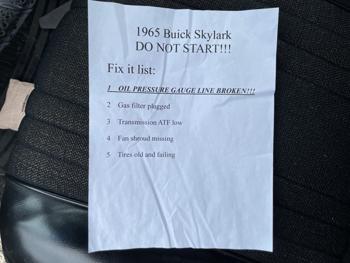 1965 Buick Skylark
DO NOT START!!!
Fix it list:
1 OIL PRESSURE GAUGE LINE BROKEN!!!
2 Gas filter plugged
3 Transmission ATF low
4 Fan shroud missing
5 Tires old and failing